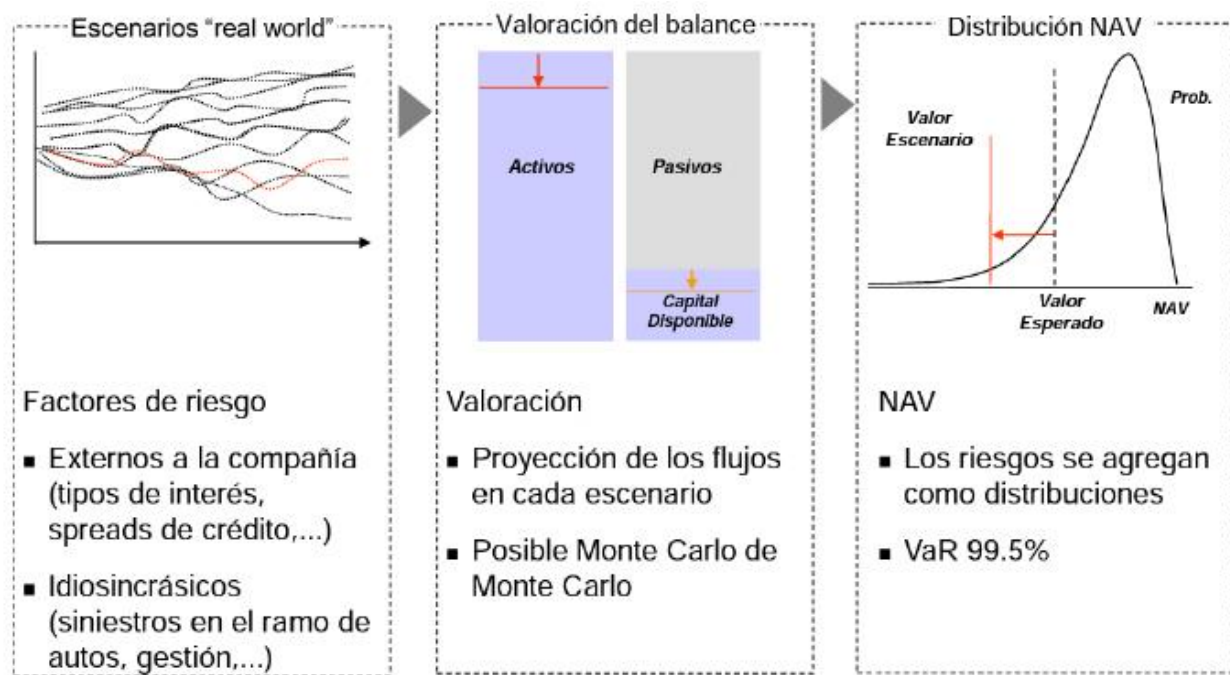 Escenarios “real world”
Factores de riesgo
▪ Externos a la compañía
(tipos de interés,
spreads de crédito,...)
▪ Idiosincrásicos
(siniestros en el ramo de
autos, gestión,...)
Valoración del balance
Activos
Pasivos
Capital
Disponible
Valoración
▪ Proyección de los flujos
en cada escenario
▪ Posible Monte Carlo de
Monte Carlo
Distribución NAV
Prob.
Valor
Escenario
Valor
Esperado
NAV
NAV
▪ Los riesgos se agregan
como distribuciones
▪ VaR 99.5%